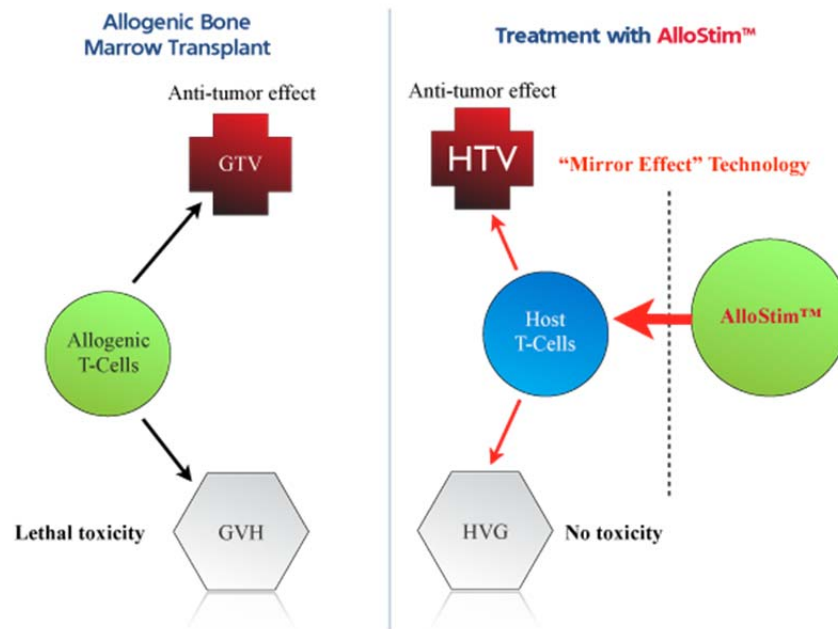 Allogenic Bone
Marrow Transplant
Anti-tumor effect
GTV
Allogenic
T-Cells
Lethal toxicity
GVH
Treatment with AlloStim™
Anti-tumor effect
HTV
“Mirror Effect” Technology
Host
T-Cells
AlloStim™
HVG
No toxicity